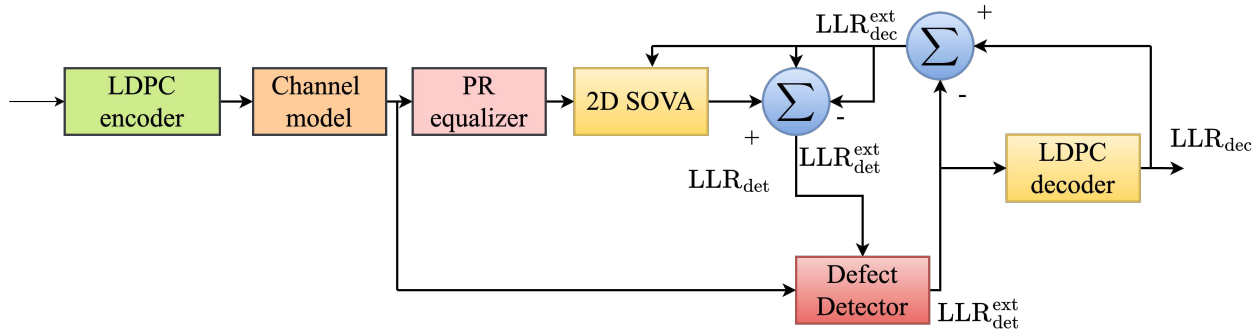 LDPC
encoder
Channel
model
PR
equalizer
2D SOVA
LLR_dec^ext
Σ
+
-
Σ
+
-
LLR_det
LLR_det^ext
LDPC
decoder
LLR_dec
Defect
Detector
LLR_det^ext